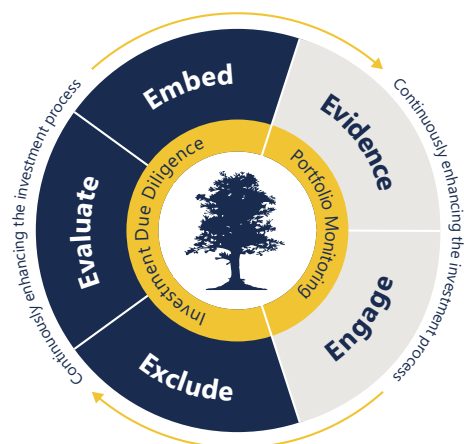 Embed
Evidence
Engage
Exclude
Evaluate
Investment Due Diligence
Portfolio Monitoring
Continuously enhancing the investment process
Continuously enhancing the investment process